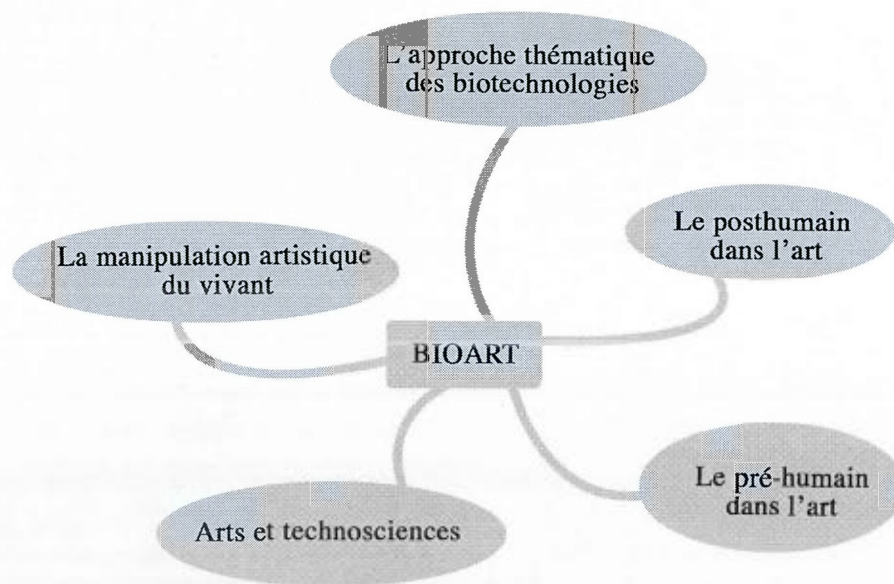 L'approche thématique
des biotechnologies
Le posthumain
dans l'art
La manipulation artistique
du vivant
BIOART
Le pré-humain
dans l'art
Arts et technosciences